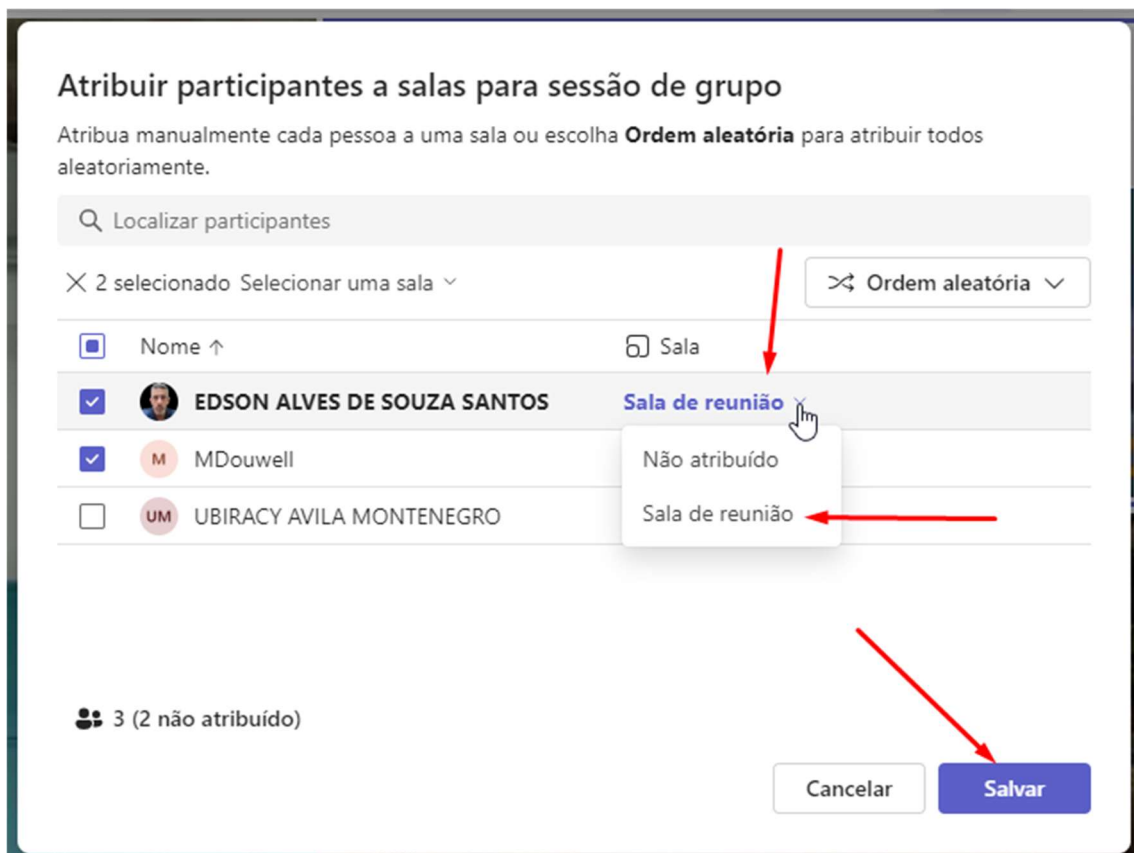 Atribuir participantes a salas para sessão de grupo
Atribua manualmente cada pessoa a uma sala ou escolha Ordem aleatória para atribuir todos
aleatoriamente.
Localizar participantes
2 selecionado Selecionar uma sala
Ordem aleatória
Nome ↑ Sala
EDSON ALVES DE SOUZA SANTOS Sala de reunião
M MDouwell Não atribuído
UM UBIRACY AVILA MONTENEGRO Sala de reunião
3 (2 não atribuído)
Cancelar Salvar